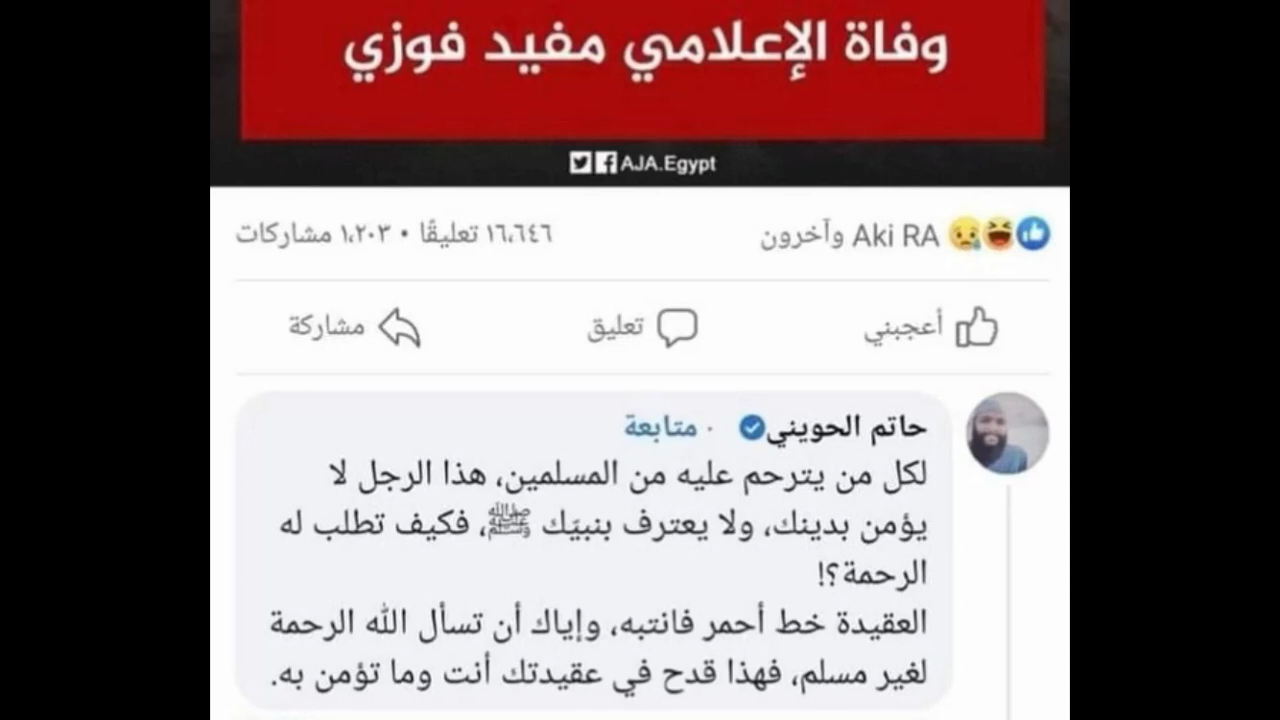 وفاة الإعلامي مفيد فوزي
AJA.Egypt
Aki RA وآخرون
١٦،٦٤٦ تعليقًا • ١،٢٠٣ مشاركات
أعجبني
تعليق
مشاركة
حاتم الحويني · متابعة
لكل من يترحم عليه من المسلمين، هذا الرجل لا
يؤمن بدينك، ولا يعترف بنبيَك ﷺ، فكيف تطلب له
الرحمة؟!
العقيدة خط أحمر فانتبه، وإياك أن تسأل الله الرحمة
لغير مسلم، فهذا قدح في عقيدتك أنت وما تؤمن به.